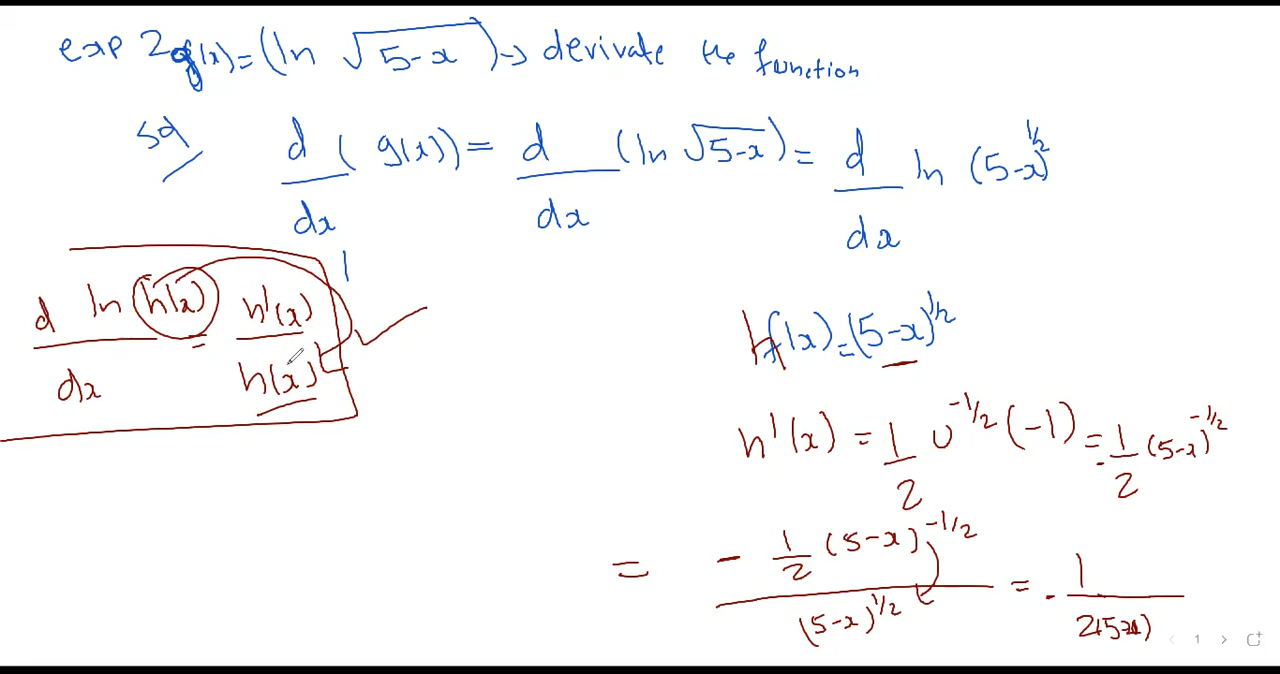 exp 2 g(x) = (ln √(5-x)) → derivate the function
Sol d/dx (g(x)) = d/dx (ln √(5-x)) = d/dx ln (5-x)^1/2
d/dx ln (h(x)) = h'(x)/h(x)
h(x) = (5-x)^1/2
h'(x) = 1/2 u^-1/2 (-1) = -1/2 (5-x)^-1/2
= - 1/2 (5-x)^-1/2 / (5-x)^1/2 = - 1/2(5-x)
1